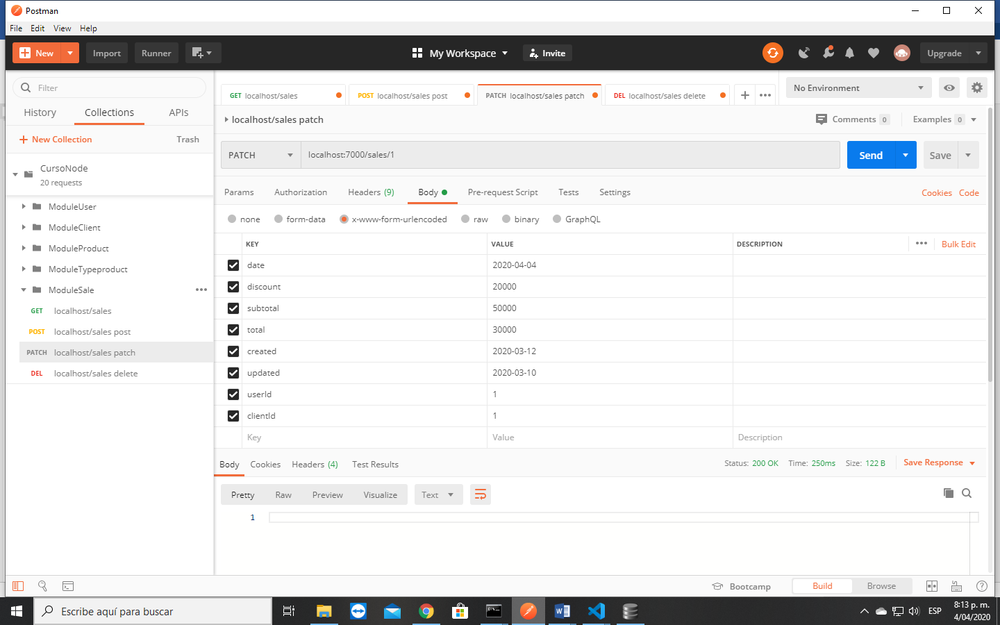 Postman
File Edit View Help
New Import Runner My Workspace Invite Upgrade
Filter
History Collections APIs
New Collection Trash
CursoNode
20 requests
ModuleUser
ModuleClient
ModuleProduct
ModuleTypeproduct
ModuleSale
GET localhost/sales
POST localhost/sales post
PATCH localhost/sales patch
DEL localhost/sales delete
GET localhost/sales POST localhost/sales post PATCH localhost/sales patch DEL localhost/sales delete No Environment
localhost/sales patch Comments 0 Examples 0
PATCH localhost:7000/sales/1 Send Save
Params Authorization Headers (9) Body Pre-request Script Tests Settings Cookies Code
none form-data x-www-form-urlencoded raw binary GraphQL
KEY VALUE DESCRIPTION Bulk Edit
date 2020-04-04
discount 20000
subtotal 50000
total 30000
created 2020-03-12
updated 2020-03-10
userId 1
clientId 1
Key Value Description
Body Cookies Headers (4) Test Results Status: 200 OK Time: 250ms Size: 122 B Save Response
Pretty Raw Preview Visualize Text
1
Bootcamp Build Browse
Escribe aquí para buscar ESP 8:13 p. m.
4/04/2020